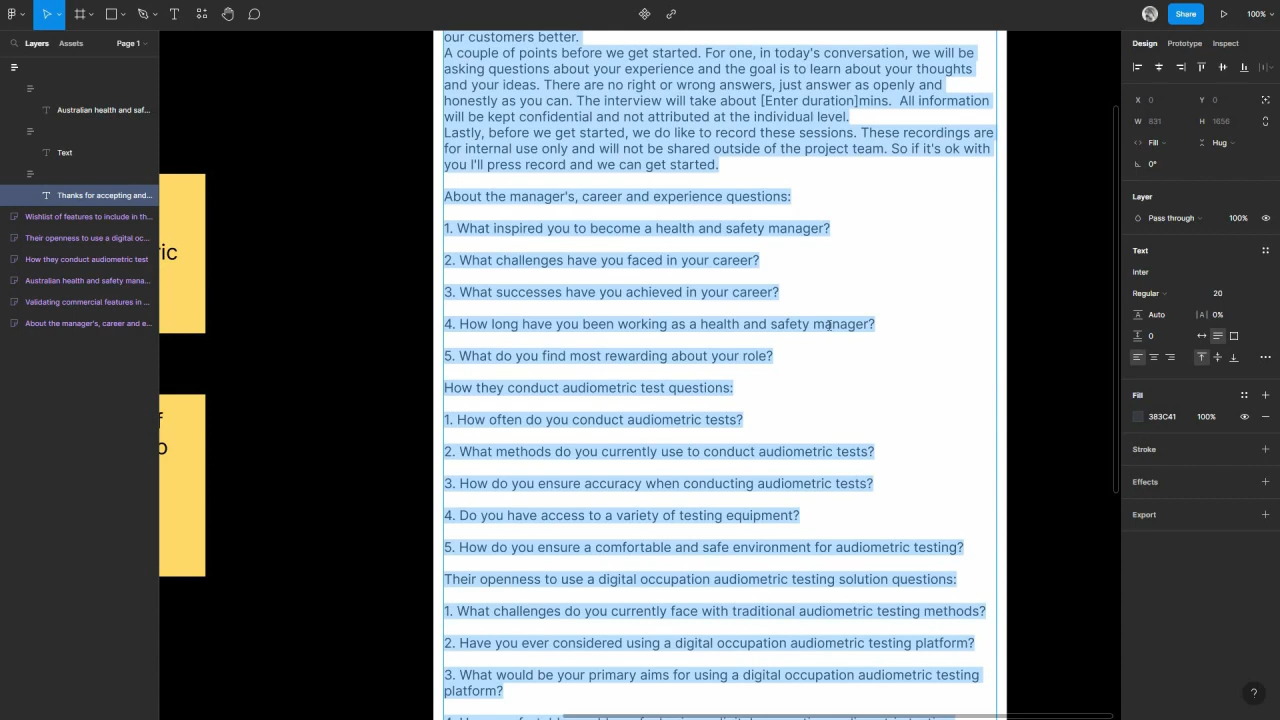 Share
100%
Layers
Assets
Page 1
Australian health and saf...
Text
Thanks for accepting and...
Wishlist of features to include in th...
Their openness to use a digital oc...
How they conduct audiometric test
Australian health and safety mana...
Validating commercial features in ...
About the manager's, career and e...
ric
f
o
our customers better.
A couple of points before we get started. For one, in today's conversation, we will be
asking questions about your experience and the goal is to learn about your thoughts
and your ideas. There are no right or wrong answers, just answer as openly and
honestly as you can. The interview will take about [Enter duration]mins.  All information
will be kept confidential and not attributed at the individual level.
Lastly, before we get started, we do like to record these sessions. These recordings are
for internal use only and will not be shared outside of the project team. So if it's ok with
you I'll press record and we can get started.
About the manager's, career and experience questions:
1. What inspired you to become a health and safety manager?
2. What challenges have you faced in your career?
3. What successes have you achieved in your career?
4. How long have you been working as a health and safety manager?
5. What do you find most rewarding about your role?
How they conduct audiometric test questions:
1. How often do you conduct audiometric tests?
2. What methods do you currently use to conduct audiometric tests?
3. How do you ensure accuracy when conducting audiometric tests?
4. Do you have access to a variety of testing equipment?
5. How do you ensure a comfortable and safe environment for audiometric testing?
Their openness to use a digital occupation audiometric testing solution questions:
1. What challenges do you currently face with traditional audiometric testing methods?
2. Have you ever considered using a digital occupation audiometric testing platform?
3. What would be your primary aims for using a digital occupation audiometric testing
platform?
Design
Prototype
Inspect
X 0
Y 0
W 831
H 1656
Fill
Hug
0°
Layer
Pass through
100%
Text
Inter
Regular
20
Auto
|A| 0%
0
Fill
383C41
100%
Stroke
Effects
Export
?